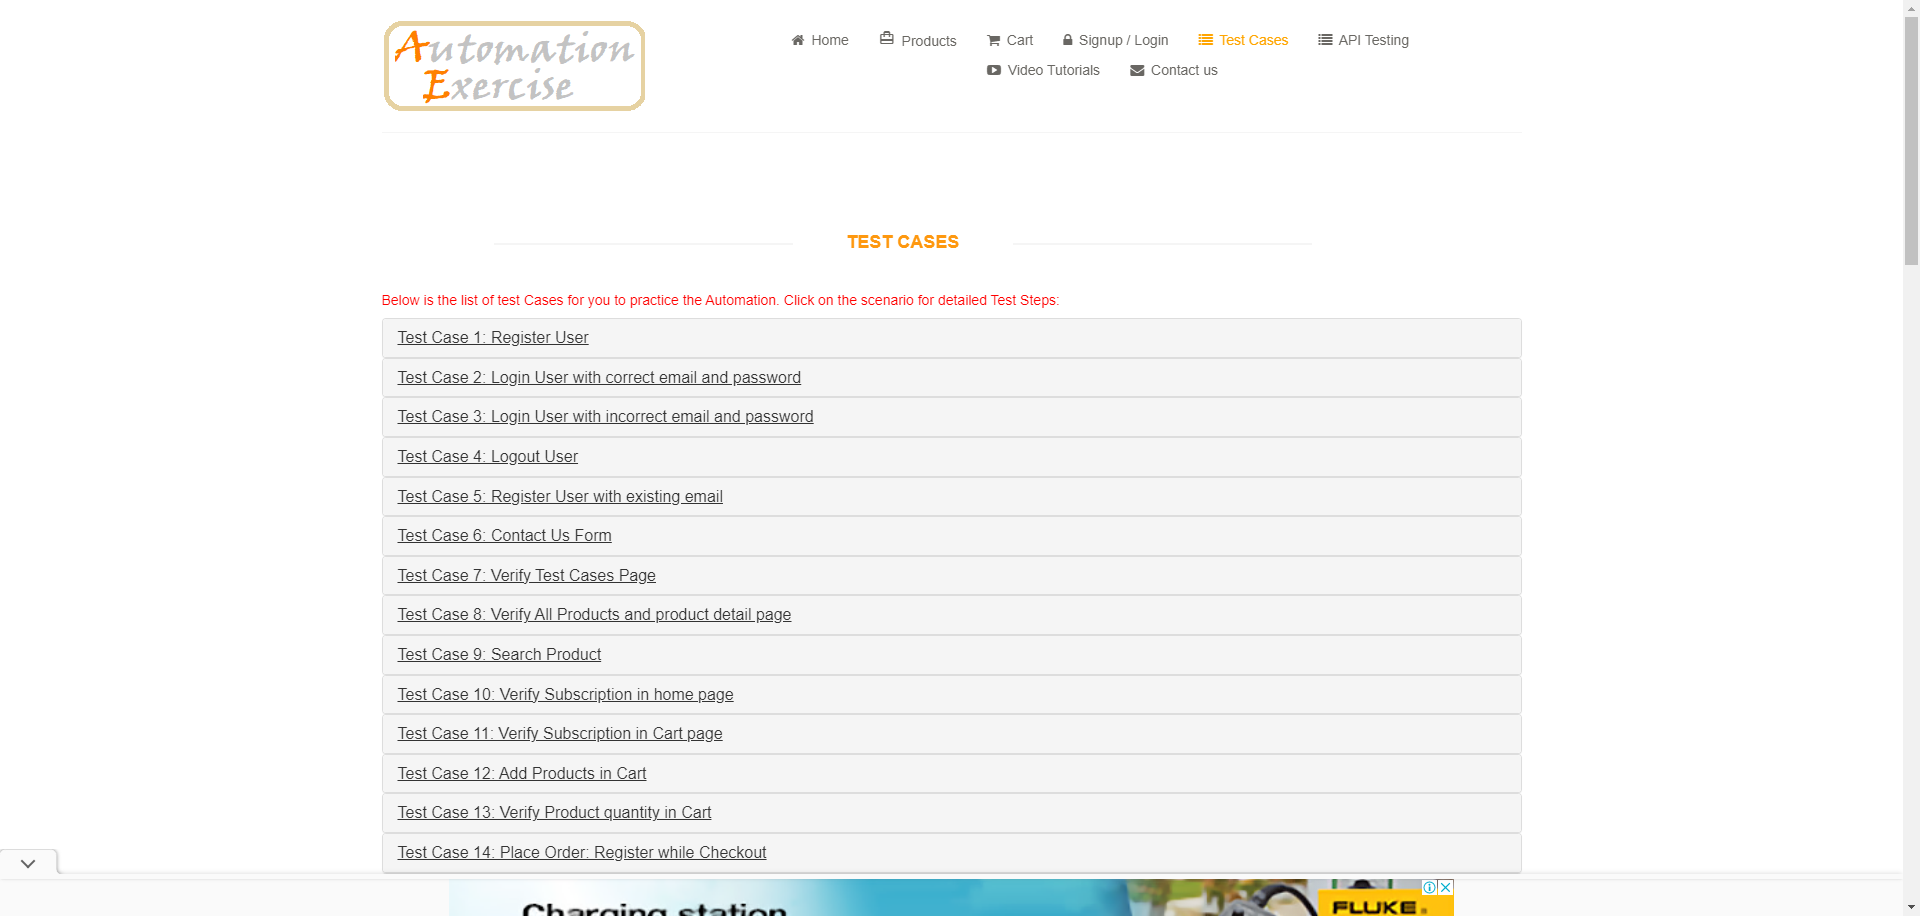 Automation
Exercise
Home
Products
Cart
Signup / Login
Test Cases
API Testing
Video Tutorials
Contact us
TEST CASES
Below is the list of test Cases for you to practice the Automation. Click on the scenario for detailed Test Steps:
Test Case 1: Register User
Test Case 2: Login User with correct email and password
Test Case 3: Login User with incorrect email and password
Test Case 4: Logout User
Test Case 5: Register User with existing email
Test Case 6: Contact Us Form
Test Case 7: Verify Test Cases Page
Test Case 8: Verify All Products and product detail page
Test Case 9: Search Product
Test Case 10: Verify Subscription in home page
Test Case 11: Verify Subscription in Cart page
Test Case 12: Add Products in Cart
Test Case 13: Verify Product quantity in Cart
Test Case 14: Place Order: Register while Checkout
Charging station
FLUKE®